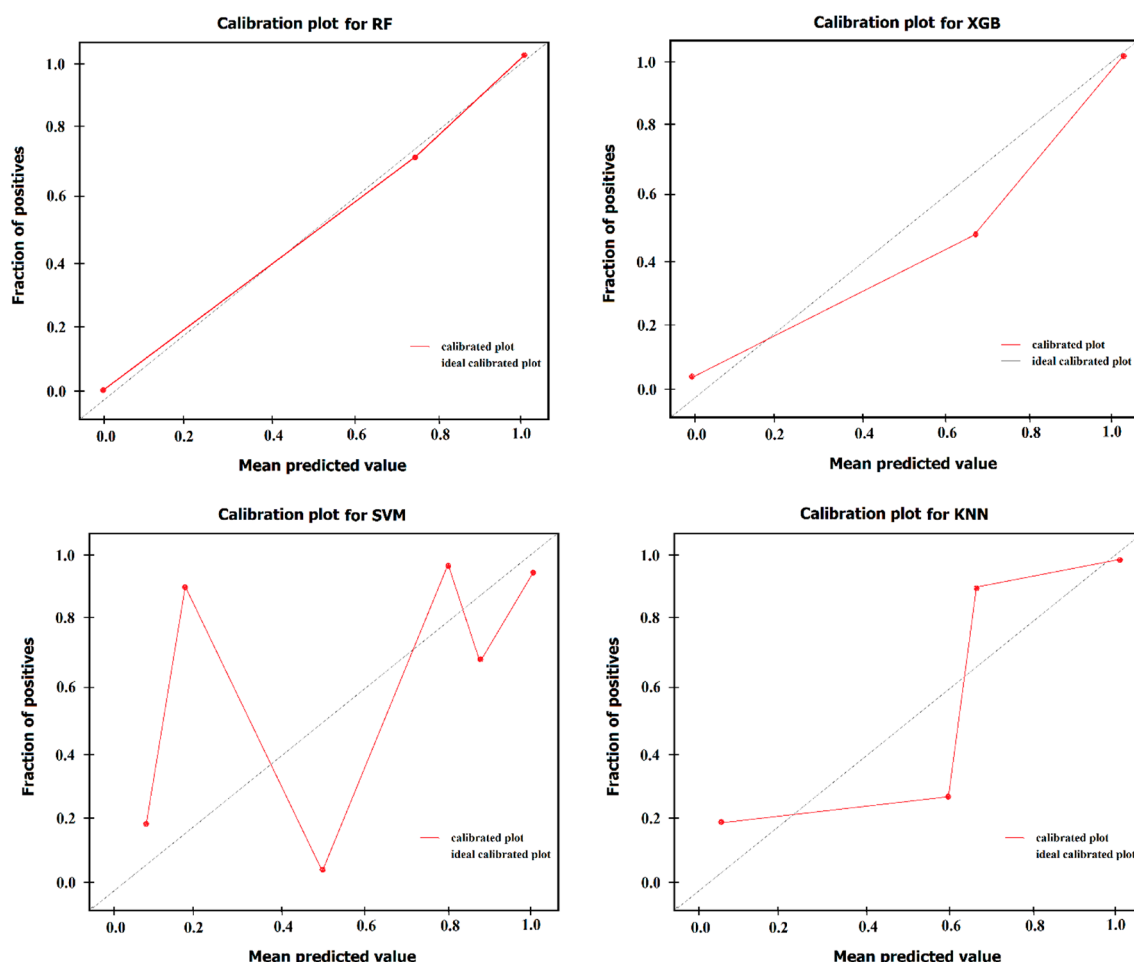 Calibration plot for RF
Fraction of positives
1.0
0.8
0.6
0.4
0.2
0.0
calibrated plot
ideal calibrated plot
0.0 0.2 0.4 0.6 0.8 1.0
Mean predicted value
Calibration plot for XGB
Fraction of positives
1.0
0.8
0.6
0.4
0.2
0.0
calibrated plot
ideal calibrated plot
0.0 0.2 0.4 0.6 0.8 1.0
Mean predicted value
Calibration plot for SVM
Fraction of positives
1.0
0.8
0.6
0.4
0.2
0.0
calibrated plot
ideal calibrated plot
0.0 0.2 0.4 0.6 0.8 1.0
Mean predicted value
Calibration plot for KNN
Fraction of positives
1.0
0.8
0.6
0.4
0.2
0.0
calibrated plot
ideal calibrated plot
0.0 0.2 0.4 0.6 0.8 1.0
Mean predicted value